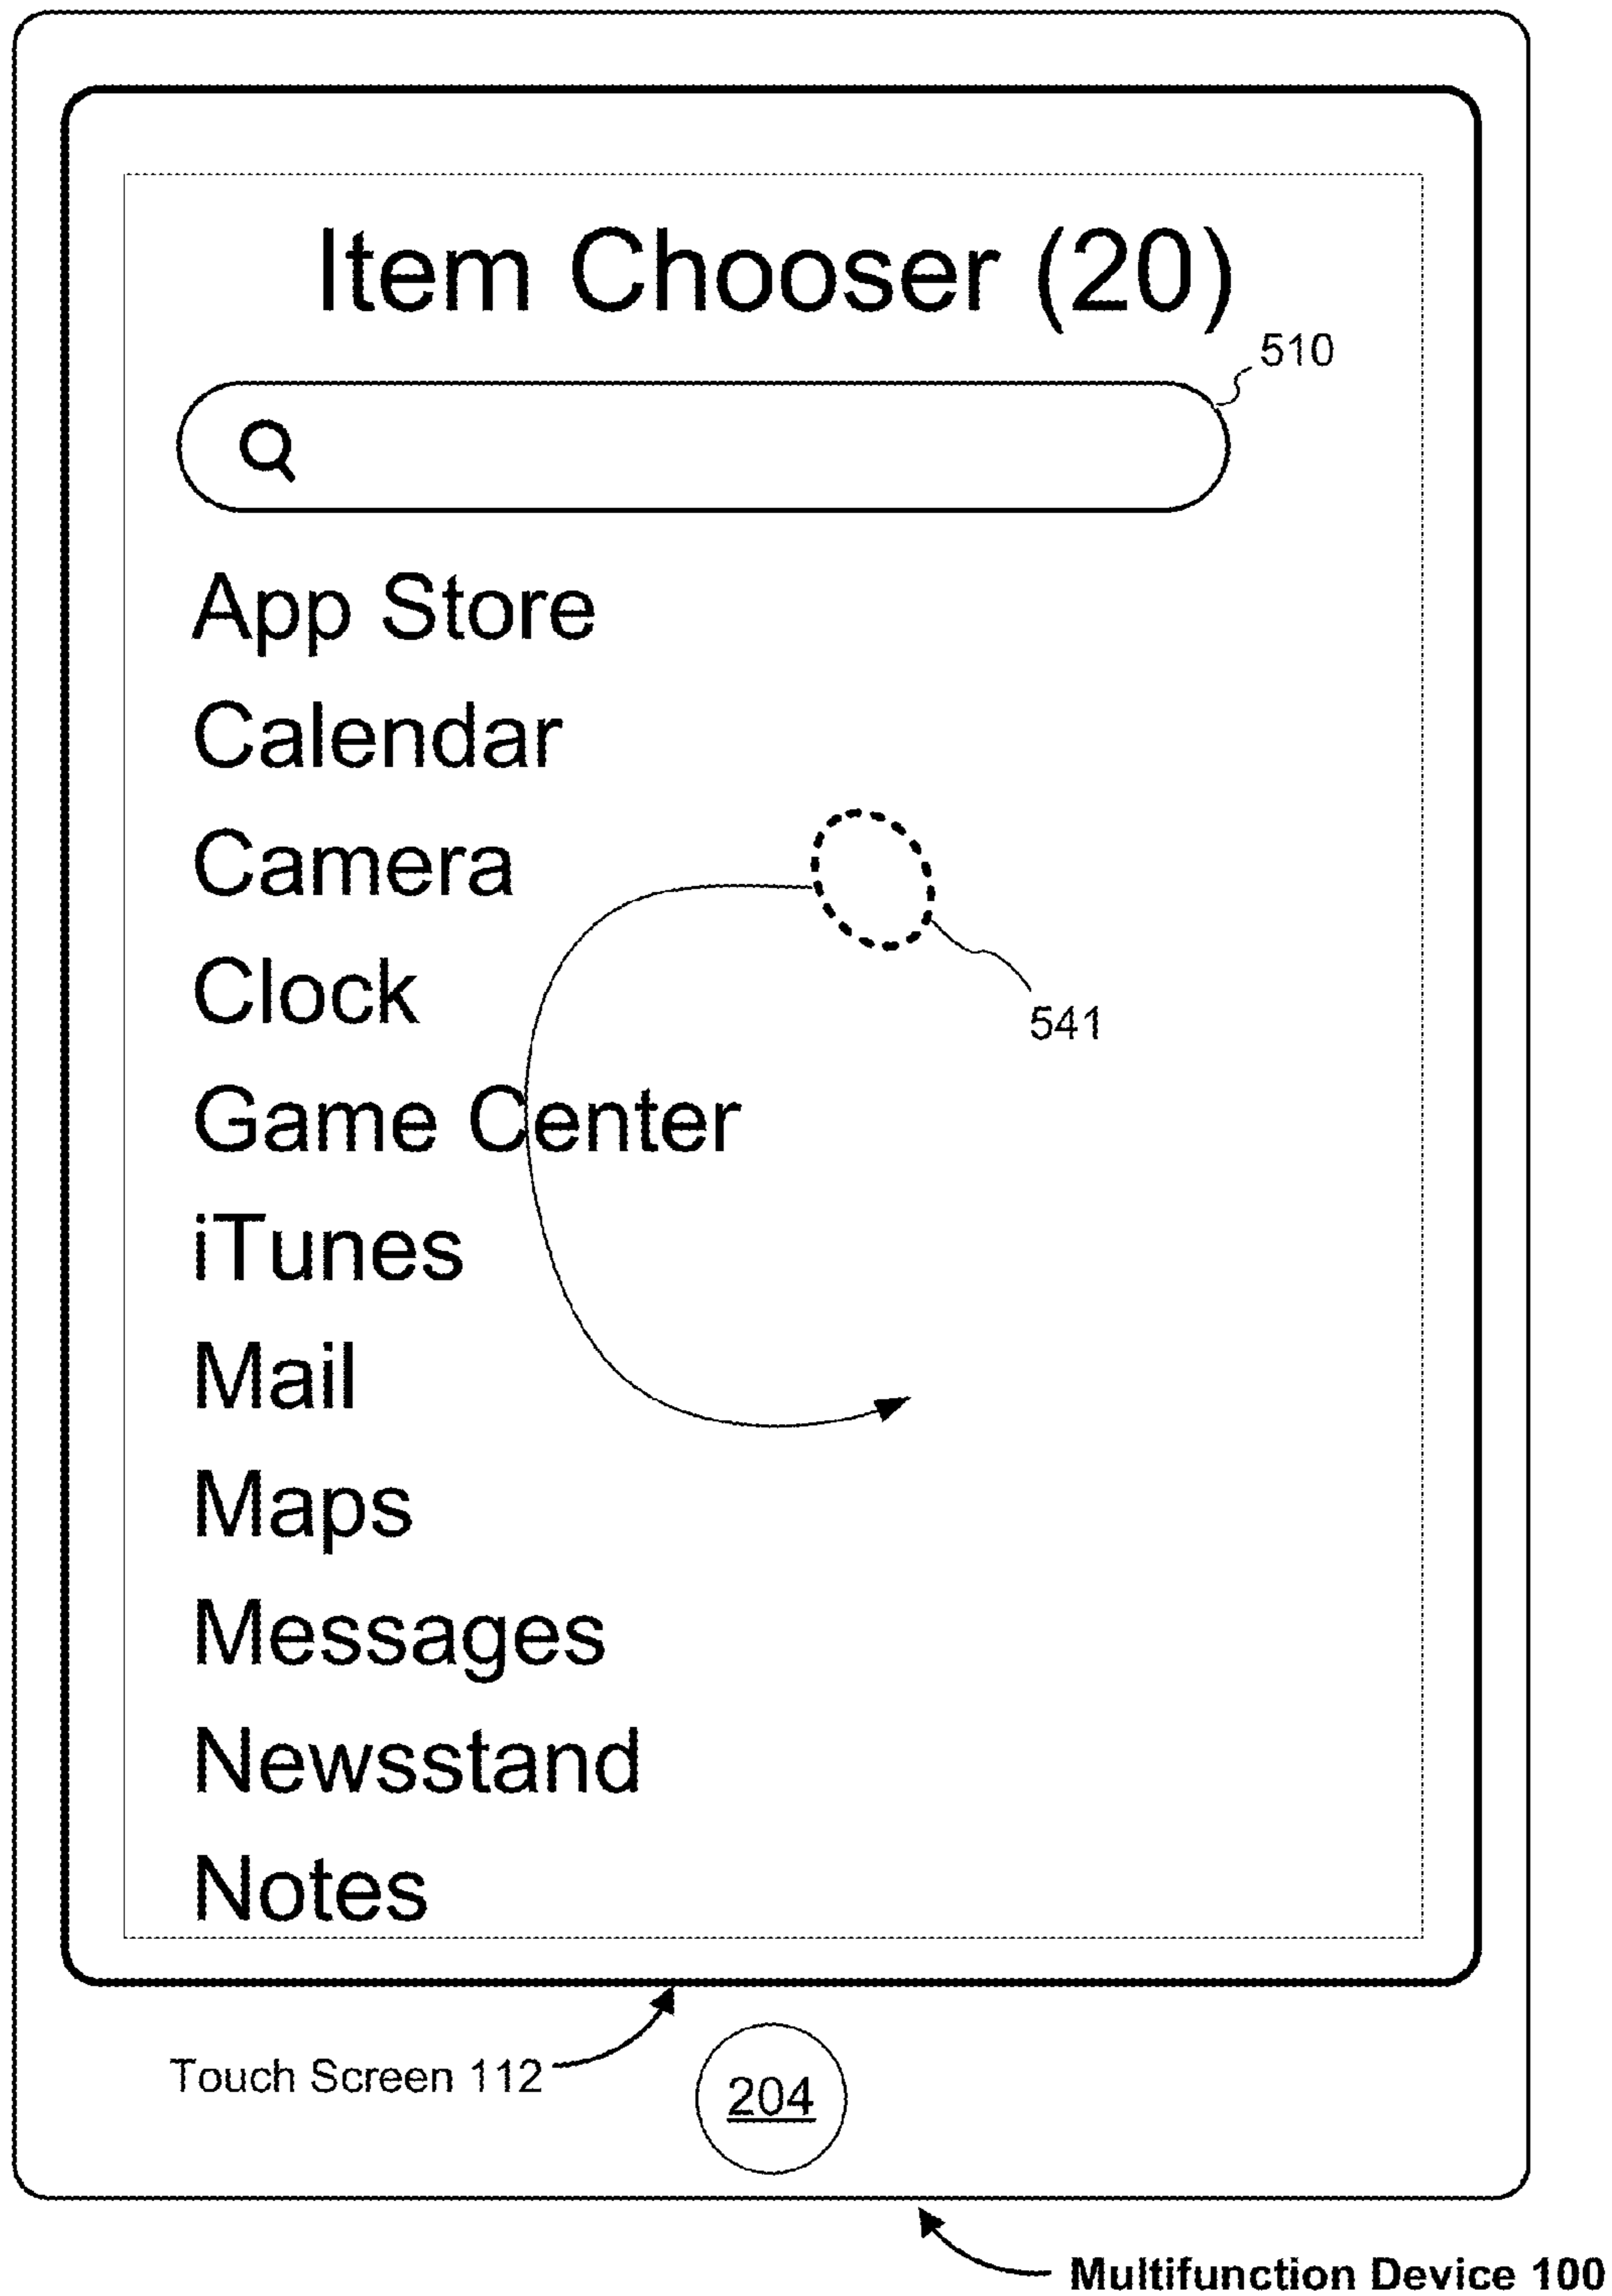 Item Chooser (20)
510
App Store
Calendar
Camera
Clock
541
Game Center
iTunes
Mail
Maps
Messages
Newsstand
Notes
Touch Screen 112
204
Multifunction Device 100